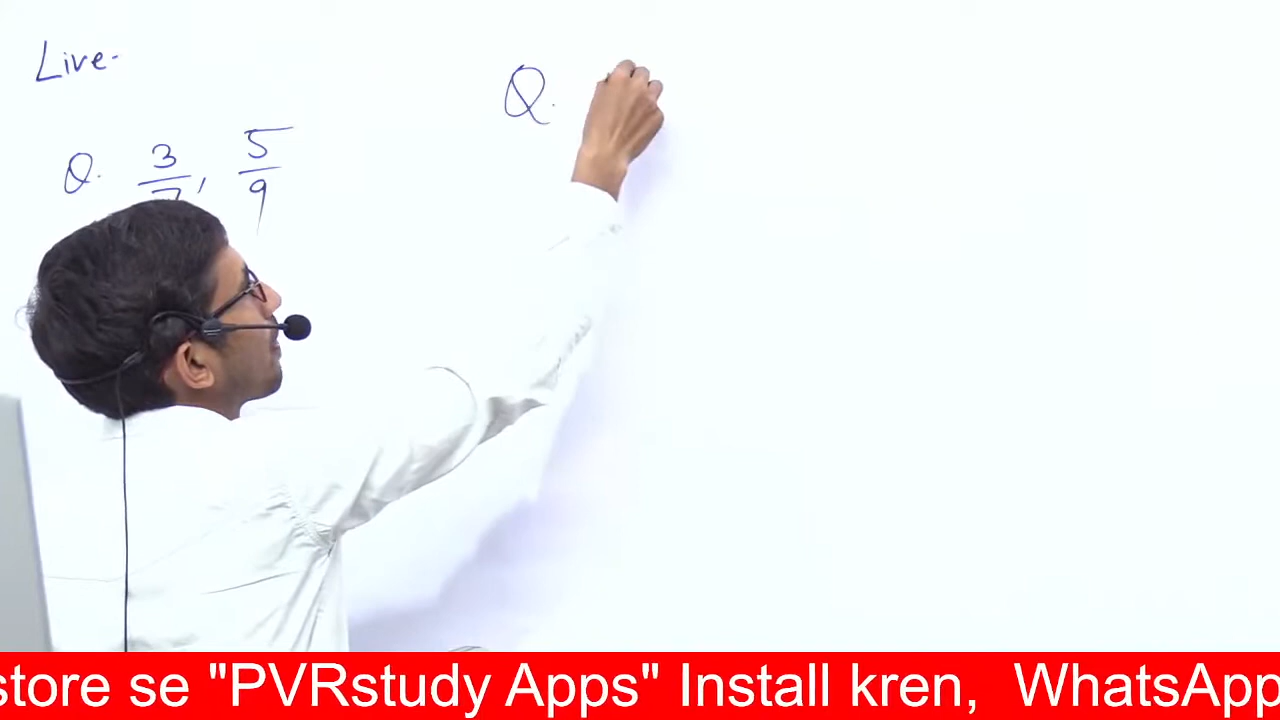 Live-
Q. 3/7, 5/9
Q.
store se "PVRstudy Apps" Install kren, WhatsApp